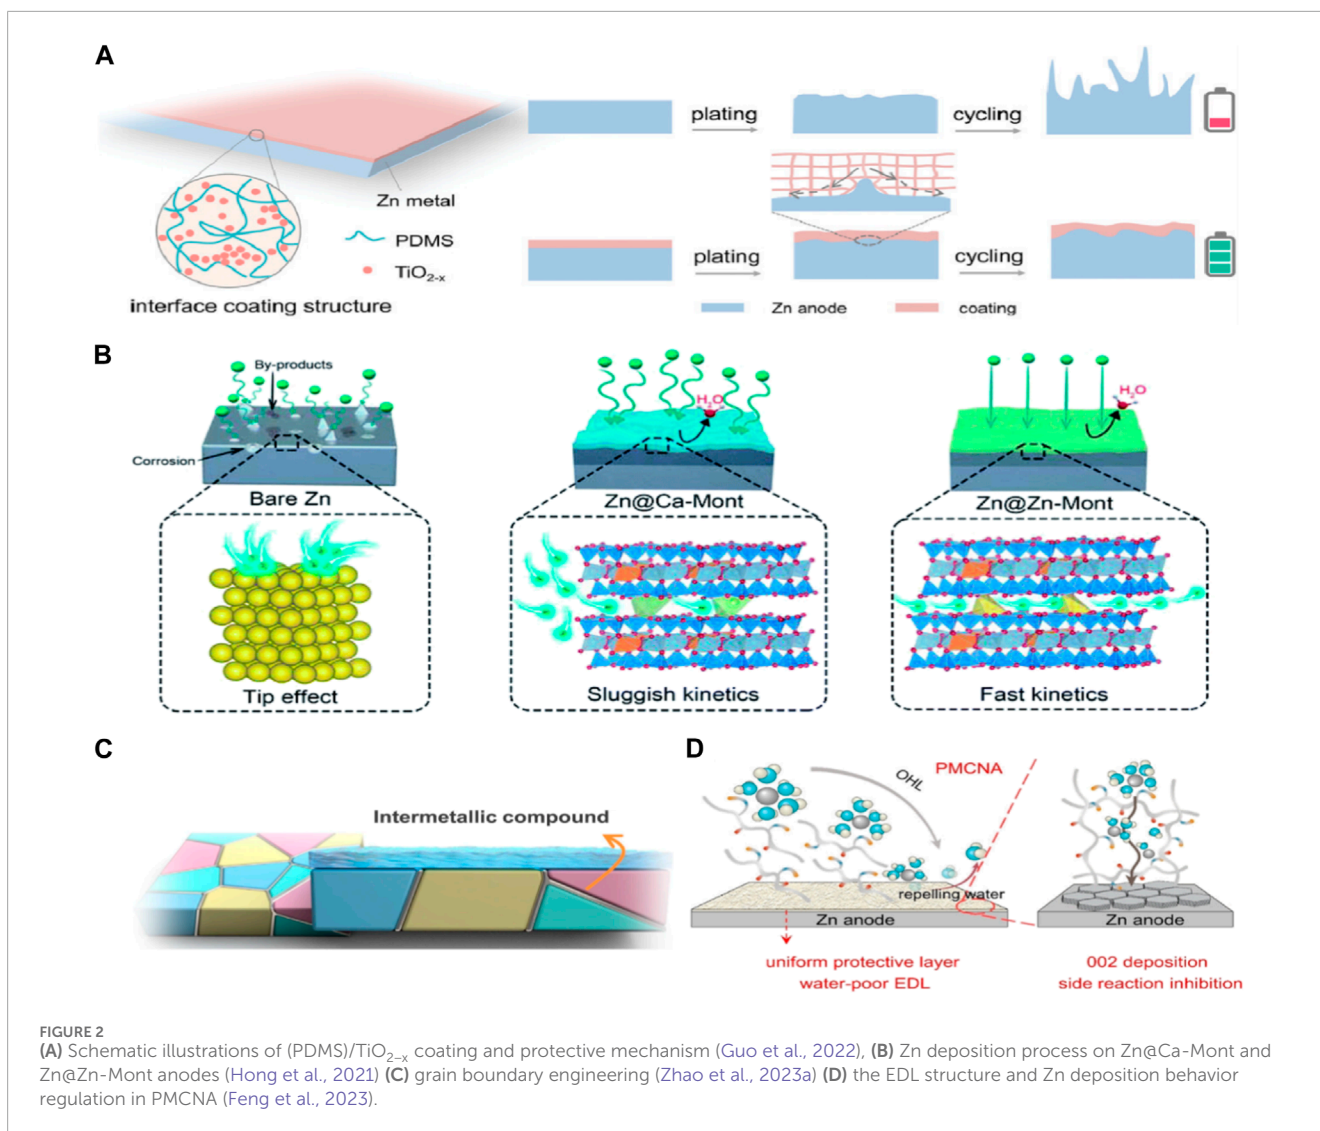 A
Zn metal
PDMS
TiO2-x
interface coating structure
plating
cycling
plating
cycling
Zn anode
coating
B
By-products
Corrosion
Bare Zn
Tip effect
H2O
Zn@Ca-Mont
Sluggish kinetics
H2O
Zn@Zn-Mont
Fast kinetics
C
Intermetallic compound
D
OHL
PMCNA
repelling water
Zn anode
uniform protective layer
water-poor EDL
Zn anode
002 deposition
side reaction inhibition
FIGURE 2
(A) Schematic illustrations of (PDMS)/TiO2–x coating and protective mechanism (Guo et al., 2022), (B) Zn deposition process on Zn@Ca-Mont and
Zn@Zn-Mont anodes (Hong et al., 2021) (C) grain boundary engineering (Zhao et al., 2023a) (D) the EDL structure and Zn deposition behavior
regulation in PMCNA (Feng et al., 2023).